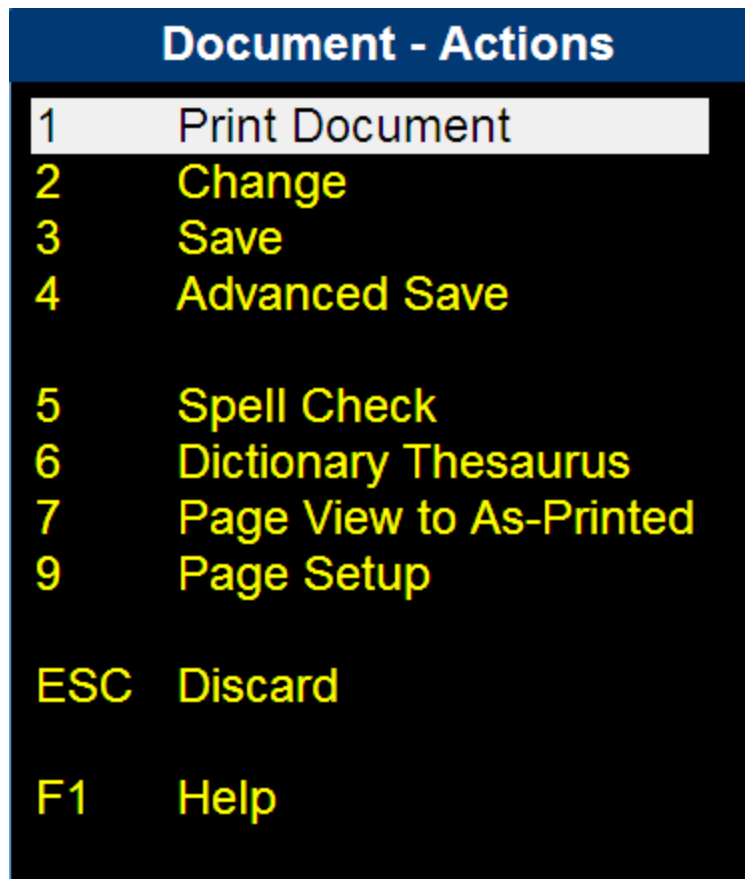 Document - Actions
1 Print Document
2 Change
3 Save
4 Advanced Save
5 Spell Check
6 Dictionary Thesaurus
7 Page View to As-Printed
9 Page Setup
ESC Discard
F1 Help